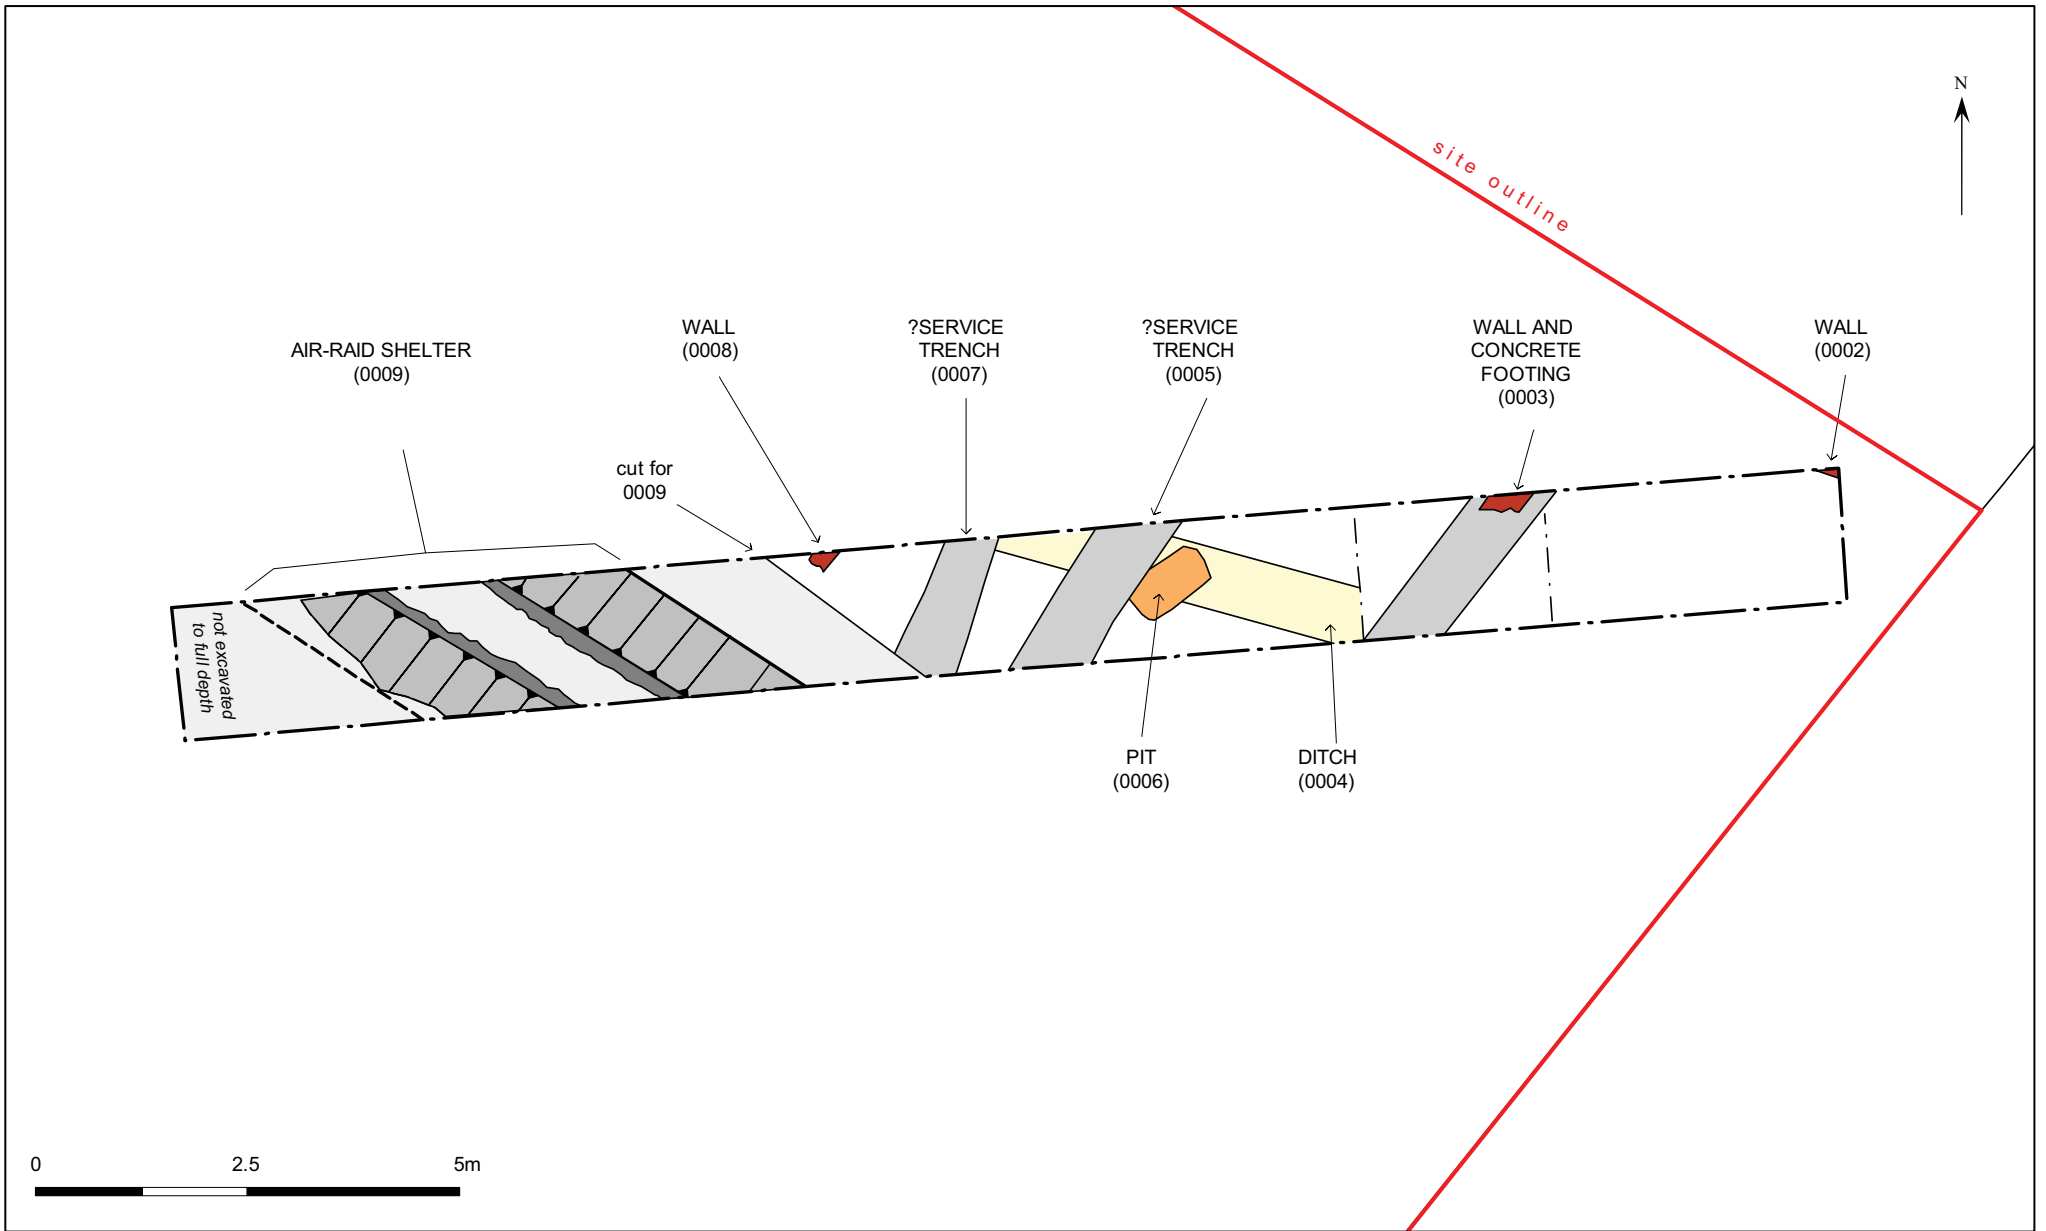 N
site outline
AIR-RAID SHELTER
(0009)
WALL
(0008)
?SERVICE
TRENCH
(0007)
?SERVICE
TRENCH
(0005)
WALL AND
CONCRETE
FOOTING
(0003)
WALL
(0002)
cut for
0009
not excavated
to full depth
PIT
(0006)
DITCH
(0004)
0
2.5
5m